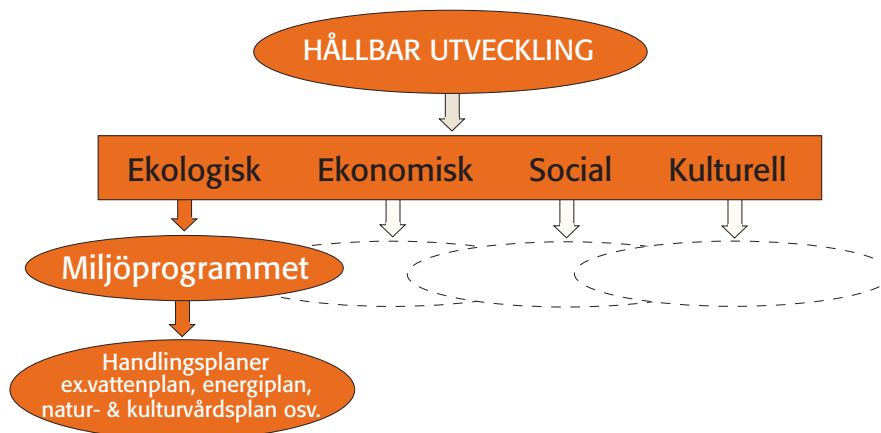 HÅLLBAR UTVECKLING
Ekologisk Ekonomisk Social Kulturell
Miljöprogrammet
Handlingsplaner
ex.vattenplan, energiplan,
natur- & kulturvårdsplan osv.